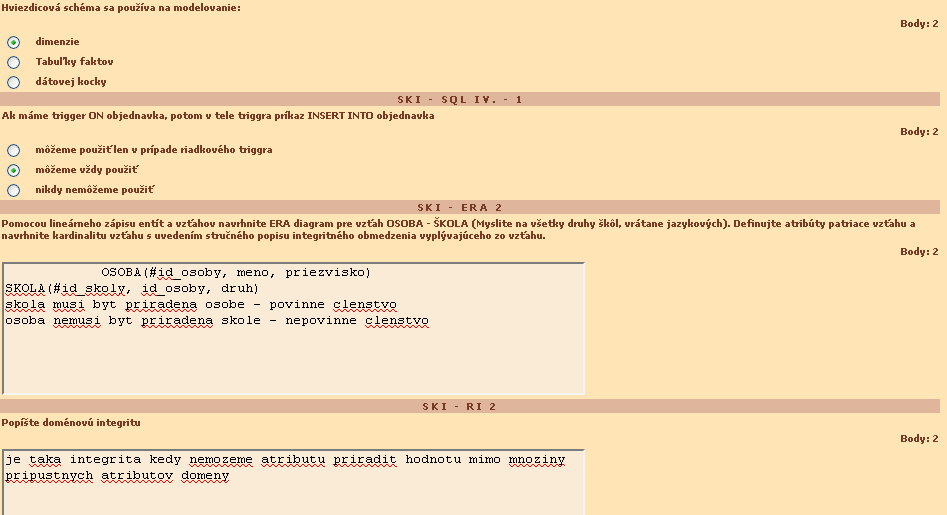 Hviezdicová schéma sa používa na modelovanie:
Body: 2
dimenzie
Tabuľky faktov
dátovej kocky
SKI - SQL IV. - 1
Ak máme trigger ON objednavka, potom v tele triggra príkaz INSERT INTO objednavka
Body: 2
môžeme použiť len v prípade riadkového triggra
môžeme vždy použiť
nikdy nemôžeme použiť
SKI - ERA 2
Pomocou lineárneho zápisu entít a vzťahov navrhnite ERA diagram pre vzťah OSOBA - ŠKOLA (Myslite na všetky druhy škôl, vrátane jazykových). Definujte atribúty patriace vzťahu a
navrhnite kardinalitu vzťahu s uvedením stručného popisu integritného obmedzenia vyplývajúceho zo vzťahu.
Body: 2
OSOBA(#id_osoby, meno, priezvisko)
SKOLA(#id_skoly, id_osoby, druh)
skola musi byt priradena osobe - povinne clenstvo
osoba nemusi byt priradena skole - nepovinne clenstvo
SKI - RI 2
Popíšte doménovú integritu
Body: 2
je taka integrita kedy nemozeme atributu priradit hodnotu mimo mnoziny
pripustnych atributov domeny